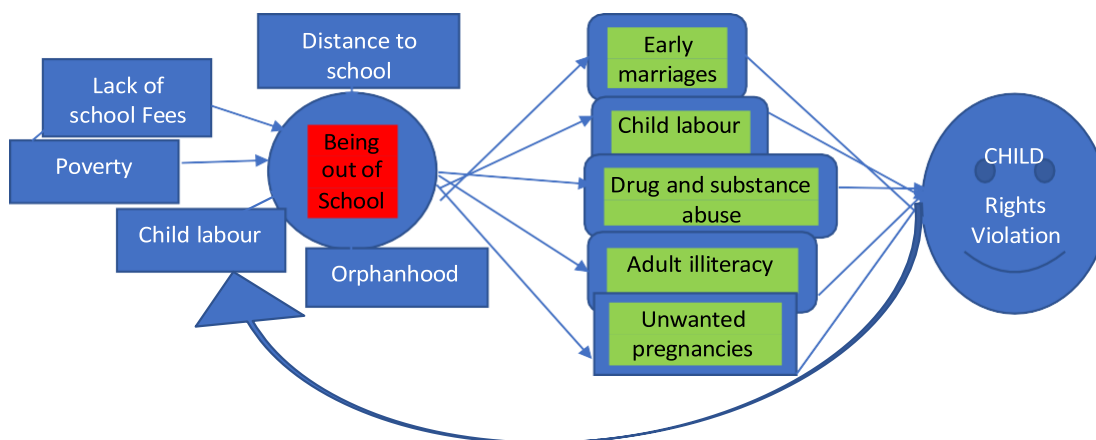 Distance to
school
Lack of
school Fees
Poverty
Child labour
Orphanhood
Being
out of
School
Early
marriages
Child labour
Drug and substance
abuse
Adult illiteracy
Unwanted
pregnancies
CHILD
Rights
Violation